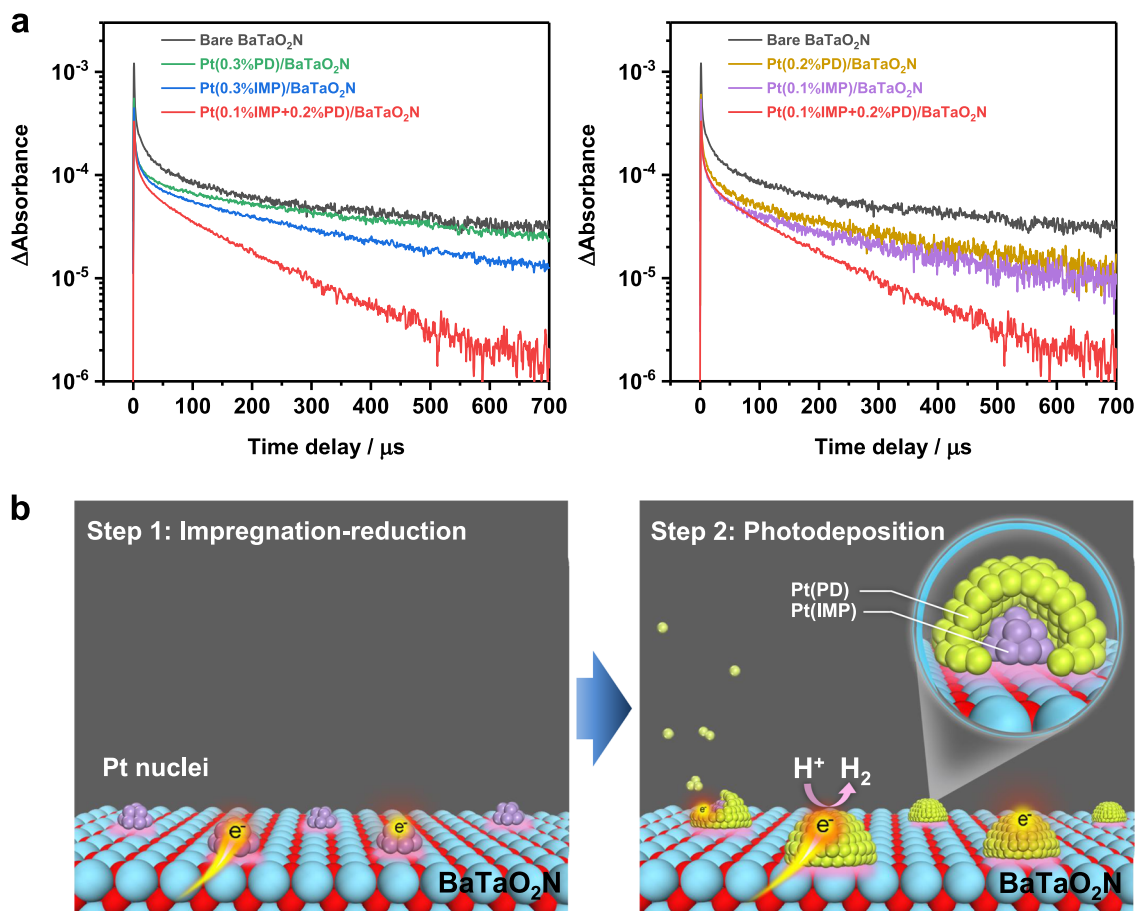 a
Bare BaTaO₂N
Pt(0.3%PD)/BaTaO₂N
Pt(0.3%IMP)/BaTaO₂N
Pt(0.1%IMP+0.2%PD)/BaTaO₂N
10⁻³
10⁻⁴
10⁻⁵
10⁻⁶
ΔAbsorbance
0 100 200 300 400 500 600 700
Time delay / μs
Bare BaTaO₂N
Pt(0.2%PD)/BaTaO₂N
Pt(0.1%IMP)/BaTaO₂N
Pt(0.1%IMP+0.2%PD)/BaTaO₂N
10⁻³
10⁻⁴
10⁻⁵
10⁻⁶
ΔAbsorbance
0 100 200 300 400 500 600 700
Time delay / μs
b
Step 1: Impregnation-reduction
Pt nuclei
e⁻
e⁻
BaTaO₂N
Step 2: Photodeposition
Pt(PD)
Pt(IMP)
H⁺ H₂
e⁻
e⁻
e⁻
BaTaO₂N